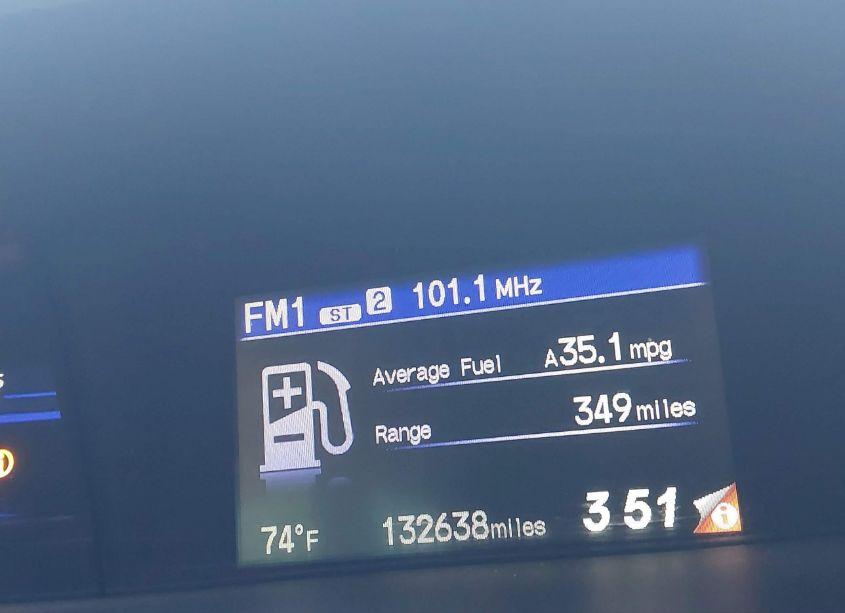 FM1 ST 2 101.1 MHz
Average Fuel A35.1 mpg
Range 349 miles
74°F 132638 miles 3 51 i